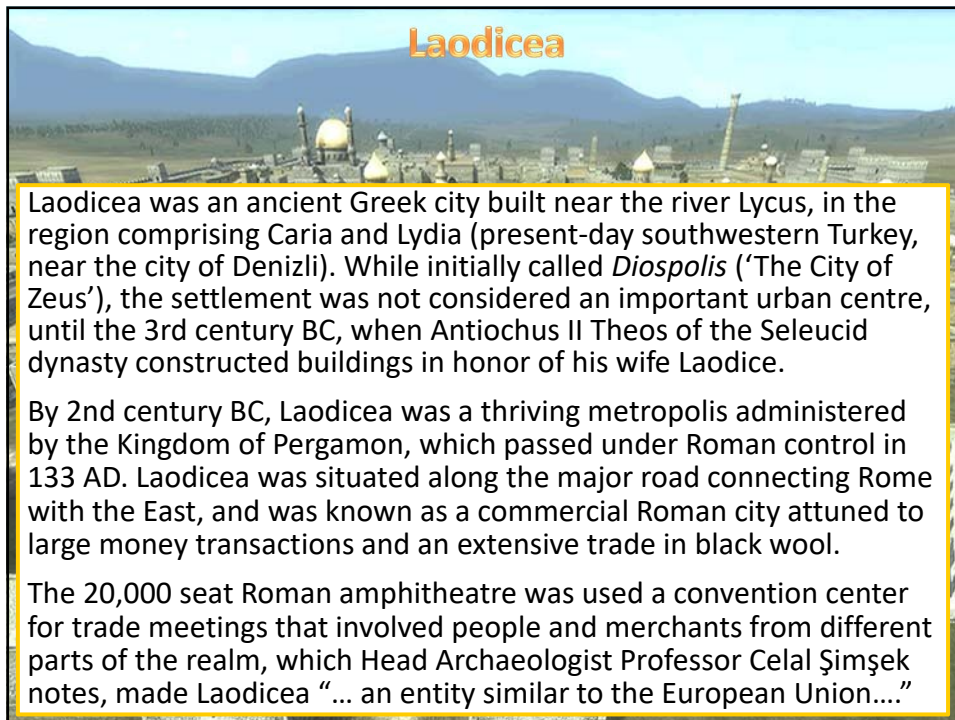 Laodicea
Laodicea was an ancient Greek city built near the river Lycus, in the
region comprising Caria and Lydia (present-day southwestern Turkey,
near the city of Denizli). While initially called Diospolis (‘The City of
Zeus’), the settlement was not considered an important urban centre,
until the 3rd century BC, when Antiochus II Theos of the Seleucid
dynasty constructed buildings in honor of his wife Laodice.
By 2nd century BC, Laodicea was a thriving metropolis administered
by the Kingdom of Pergamon, which passed under Roman control in
133 AD. Laodicea was situated along the major road connecting Rome
with the East, and was known as a commercial Roman city attuned to
large money transactions and an extensive trade in black wool.
The 20,000 seat Roman amphitheatre was used a convention center
for trade meetings that involved people and merchants from different
parts of the realm, which Head Archaeologist Professor Celal Şimşek
notes, made Laodicea “… an entity similar to the European Union….”